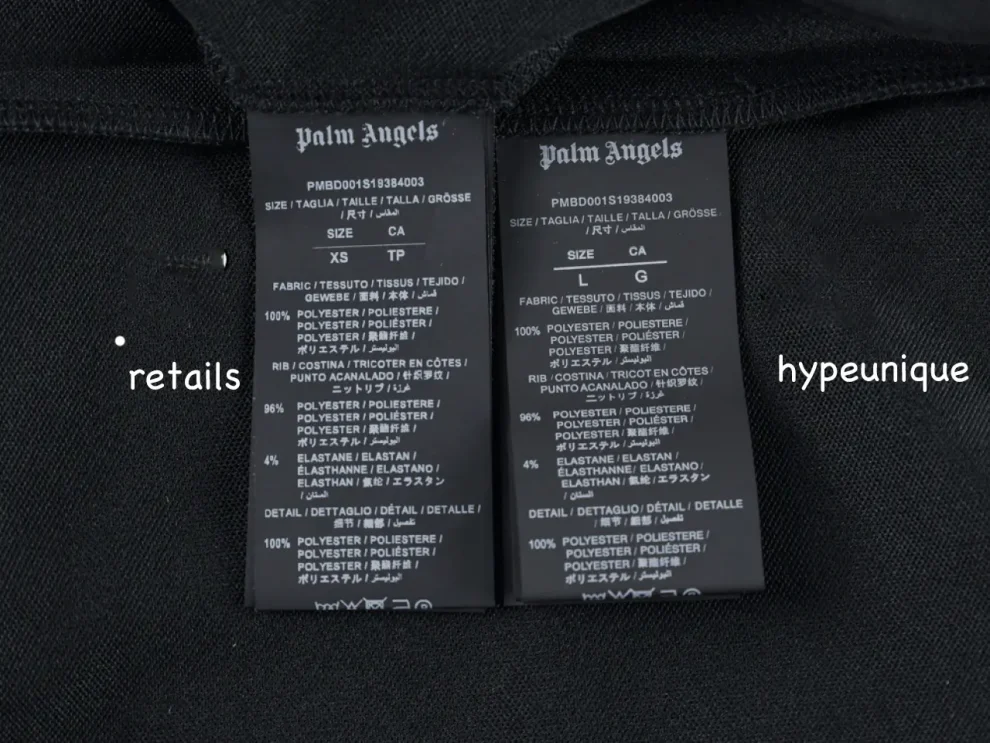 Palm Angels
PMBD001S19384003
SIZE / TAGLIA / TAILLE / TALLA / GRÖSSE
/ 尺寸 / المقاس
SIZE CA
XS TP
FABRIC / TESSUTO / TISSUS / TEJIDO /
GEWEBE / 面料 / 本体 / قماش
100% POLYESTER / POLIESTERE /
POLYESTER / POLIÉSTER /
POLYESTER / 聚酯纤维 /
ポリエステル / البوليستر
RIB / COSTINA / TRICOTER EN CÔTES /
PUNTO ACANALADO / 针织罗纹 /
ニットリブ / غرزة
96% POLYESTER / POLIESTERE /
POLYESTER / POLIÉSTER /
POLYESTER / 聚酯纤维 /
ポリエステル / البوليستر
4% ELASTANE / ELASTAN /
ÉLASTHANNE / ELASTANO /
ELASTHAN / 氨纶 / エラスタン
/ الستان
DETAIL / DETTAGLIO / DÉTAIL / DETALLE /
/ 细节 / 細部 / تفصيل
100% POLYESTER / POLIESTERE /
POLYESTER / POLIÉSTER /
POLYESTER / 聚酯纤维 /
ポリエステル / البوليستر
Palm Angels
PMBD001S19384003
SIZE / TAGLIA / TAILLE / TALLA / GRÖSSE
/ 尺寸 / المقاس
SIZE CA
L G
FABRIC / TESSUTO / TISSUS / TEJIDO /
GEWEBE / 面料 / 本体 / قماش
100% POLYESTER / POLIESTERE /
POLYESTER / POLIÉSTER /
POLYESTER / 聚酯纤维 /
ポリエステル / البوليستر
RIB / COSTINA / TRICOT EN CÔTES /
PUNTO ACANALADO / 针织罗纹 /
ニットリブ / غرزة
96% POLYESTER / POLIESTERE /
POLYESTER / POLIÉSTER /
POLYESTER / 聚酯纤维 /
ポリエステル / البوليستر
4% ELASTANE / ELASTAN /
ÉLASTHANNE / ELASTANO /
ELASTHAN / 氨纶 / エラスタン
/ الستان
DETAIL / DETTAGLIO / DÉTAIL / DETALLE
/ 细节 / 細部 / تفصيل
100% POLYESTER / POLIESTERE /
POLYESTER / POLIÉSTER /
POLYESTER / 聚酯纤维 /
ポリエステル / البوليستر
retails
hypeunique